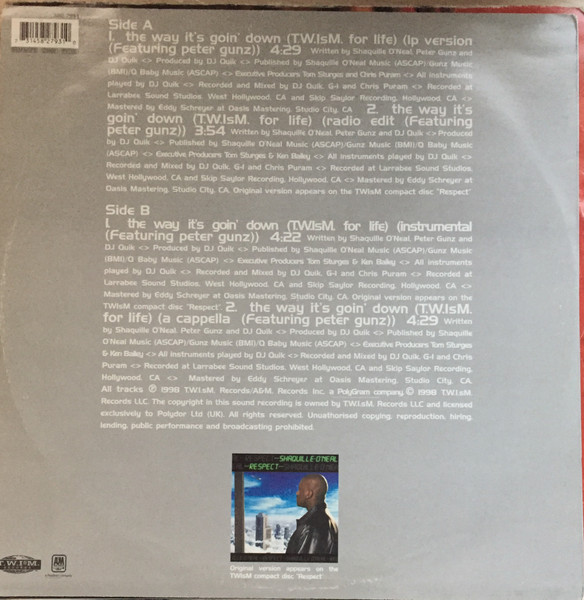 Side A
1. the way it's goin' down (T.W.IsM. for life) (lp version
(Featuring peter gunz)) 4:29 Written by Shaquille O'Neal, Peter Gunz and
DJ Quik <> Produced by DJ Quik <> Published by Shaquille O'Neal Music (ASCAP)/Gunz Music
(BMI)/Q Baby Music (ASCAP) <> Executive Producers Tom Sturges and Chris Puram <> All instruments
played by DJ Quik <> Recorded and Mixed by DJ Quik, G-1 and Chris Puram <> Recorded at
Larrabee Sound Studios, West Hollywood, CA and Skip Saylor Recording, Hollywood, CA <>
Mastered by Eddy Schreyer at Oasis Mastering, Studio City, CA 2. the way it's
goin' down (T.W.IsM. for life) (radio edit (Featuring
peter gunz)) 3:54 Written by Shaquille O'Neal, Peter Gunz and DJ Quik <> Produced
by DJ Quik <> Published by Shaquille O'Neal Music (ASCAP)/Gunz Music (BMI)/Q Baby Music
(ASCAP) <> Executive Producers Tom Sturges & Ken Bailey <> All instruments played by DJ Quik <>
Recorded and Mixed by DJ Quik, G-1 and Chris Puram <> Recorded at Larrabee Sound Studios,
West Hollywood, CA and Skip Saylor Recording, Hollywood, CA <> Mastered by Eddy Schreyer at
Oasis Mastering, Studio City, CA. Original version appears on the TWIsM compact disc "Respect".
Side B
1. the way it's goin' down (T.W.IsM. for life) (instrumental
(Featuring peter gunz)) 4:22 Written by Shaquille O'Neal, Peter Gunz and
DJ Quik <> Produced by DJ Quik <> Published by Shaquille O'Neal Music (ASCAP)/Gunz Music
(BMI)/Q Baby Music (ASCAP) <> Executive Producers Tom Sturges & Ken Bailey <> All instruments
played by DJ Quik <> Recorded and Mixed by DJ Quik, G-1 and Chris Puram <> Recorded at
Larrabee Sound Studios, West Hollywood, CA and Skip Saylor Recording, Hollywood, CA <>
Mastered by Eddy Schreyer at Oasis Mastering, Studio City, CA. Original version appears on the
TWIsM compact disc "Respect". 2. the way it's goin' down (T.W.IsM.
for life) (a cappella (Featuring peter gunz)) 4:29 Written
by Shaquille O'Neal, Peter Gunz and DJ Quik <> Produced by DJ Quik <> Published by Shaquille
O'Neal Music (ASCAP)/Gunz Music (BMI)/Q Baby Music (ASCAP) <> Executive Producers Tom Sturges
& Ken Bailey <> All instruments played by DJ Quik <> Recorded and Mixed by DJ Quik, G-1 and Chris
Puram <> Recorded at Larrabee Sound Studios, West Hollywood, CA and Skip Saylor Recording,
Hollywood, CA <> Mastered by Eddy Schreyer at Oasis Mastering, Studio City, CA.
All tracks ℗ 1998 T.W.IsM. Records/A&M. Records Inc. a PolyGram company © 1998 T.W.IsM.
Records LLC. The copyright in this sound recording is owned by T.W.IsM. Records LLC and licensed
exclusively to Polydor Ltd (UK). All rights reserved. Unauthorised copying, reproduction, hiring
lending, public performance and broadcasting prohibited.
SHAQUILLE O'NEAL
RESPECT
T.W.IsM.
A&M
Original version appears on the
TWIsM compact disc "Respect".